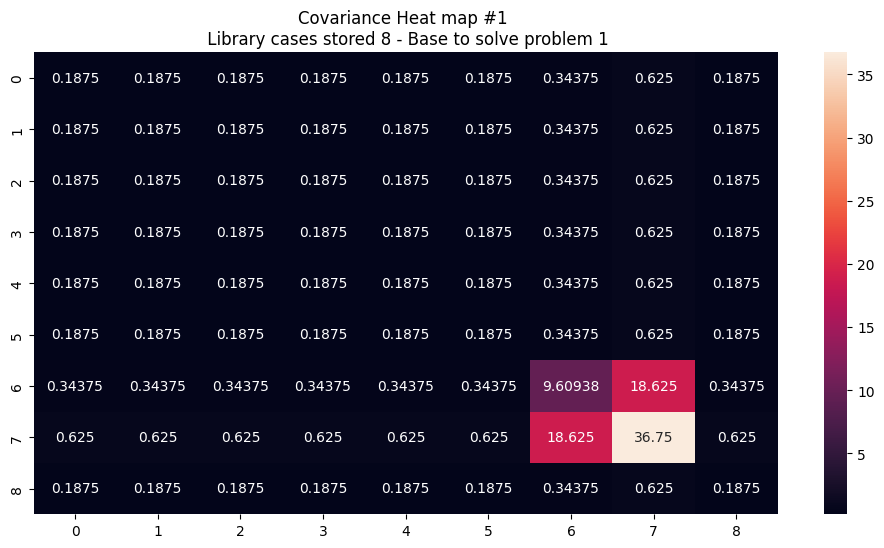 Covariance Heat map #1
Library cases stored 8 - Base to solve problem 1
0 0.1875 0.1875 0.1875 0.1875 0.1875 0.1875 0.34375 0.625 0.1875
1 0.1875 0.1875 0.1875 0.1875 0.1875 0.1875 0.34375 0.625 0.1875
2 0.1875 0.1875 0.1875 0.1875 0.1875 0.1875 0.34375 0.625 0.1875
3 0.1875 0.1875 0.1875 0.1875 0.1875 0.1875 0.34375 0.625 0.1875
4 0.1875 0.1875 0.1875 0.1875 0.1875 0.1875 0.34375 0.625 0.1875
5 0.1875 0.1875 0.1875 0.1875 0.1875 0.1875 0.34375 0.625 0.1875
6 0.34375 0.34375 0.34375 0.34375 0.34375 0.34375 9.60938 18.625 0.34375
7 0.625 0.625 0.625 0.625 0.625 0.625 18.625 36.75 0.625
8 0.1875 0.1875 0.1875 0.1875 0.1875 0.1875 0.34375 0.625 0.1875
0 1 2 3 4 5 6 7 8
35
30
25
20
15
10
5